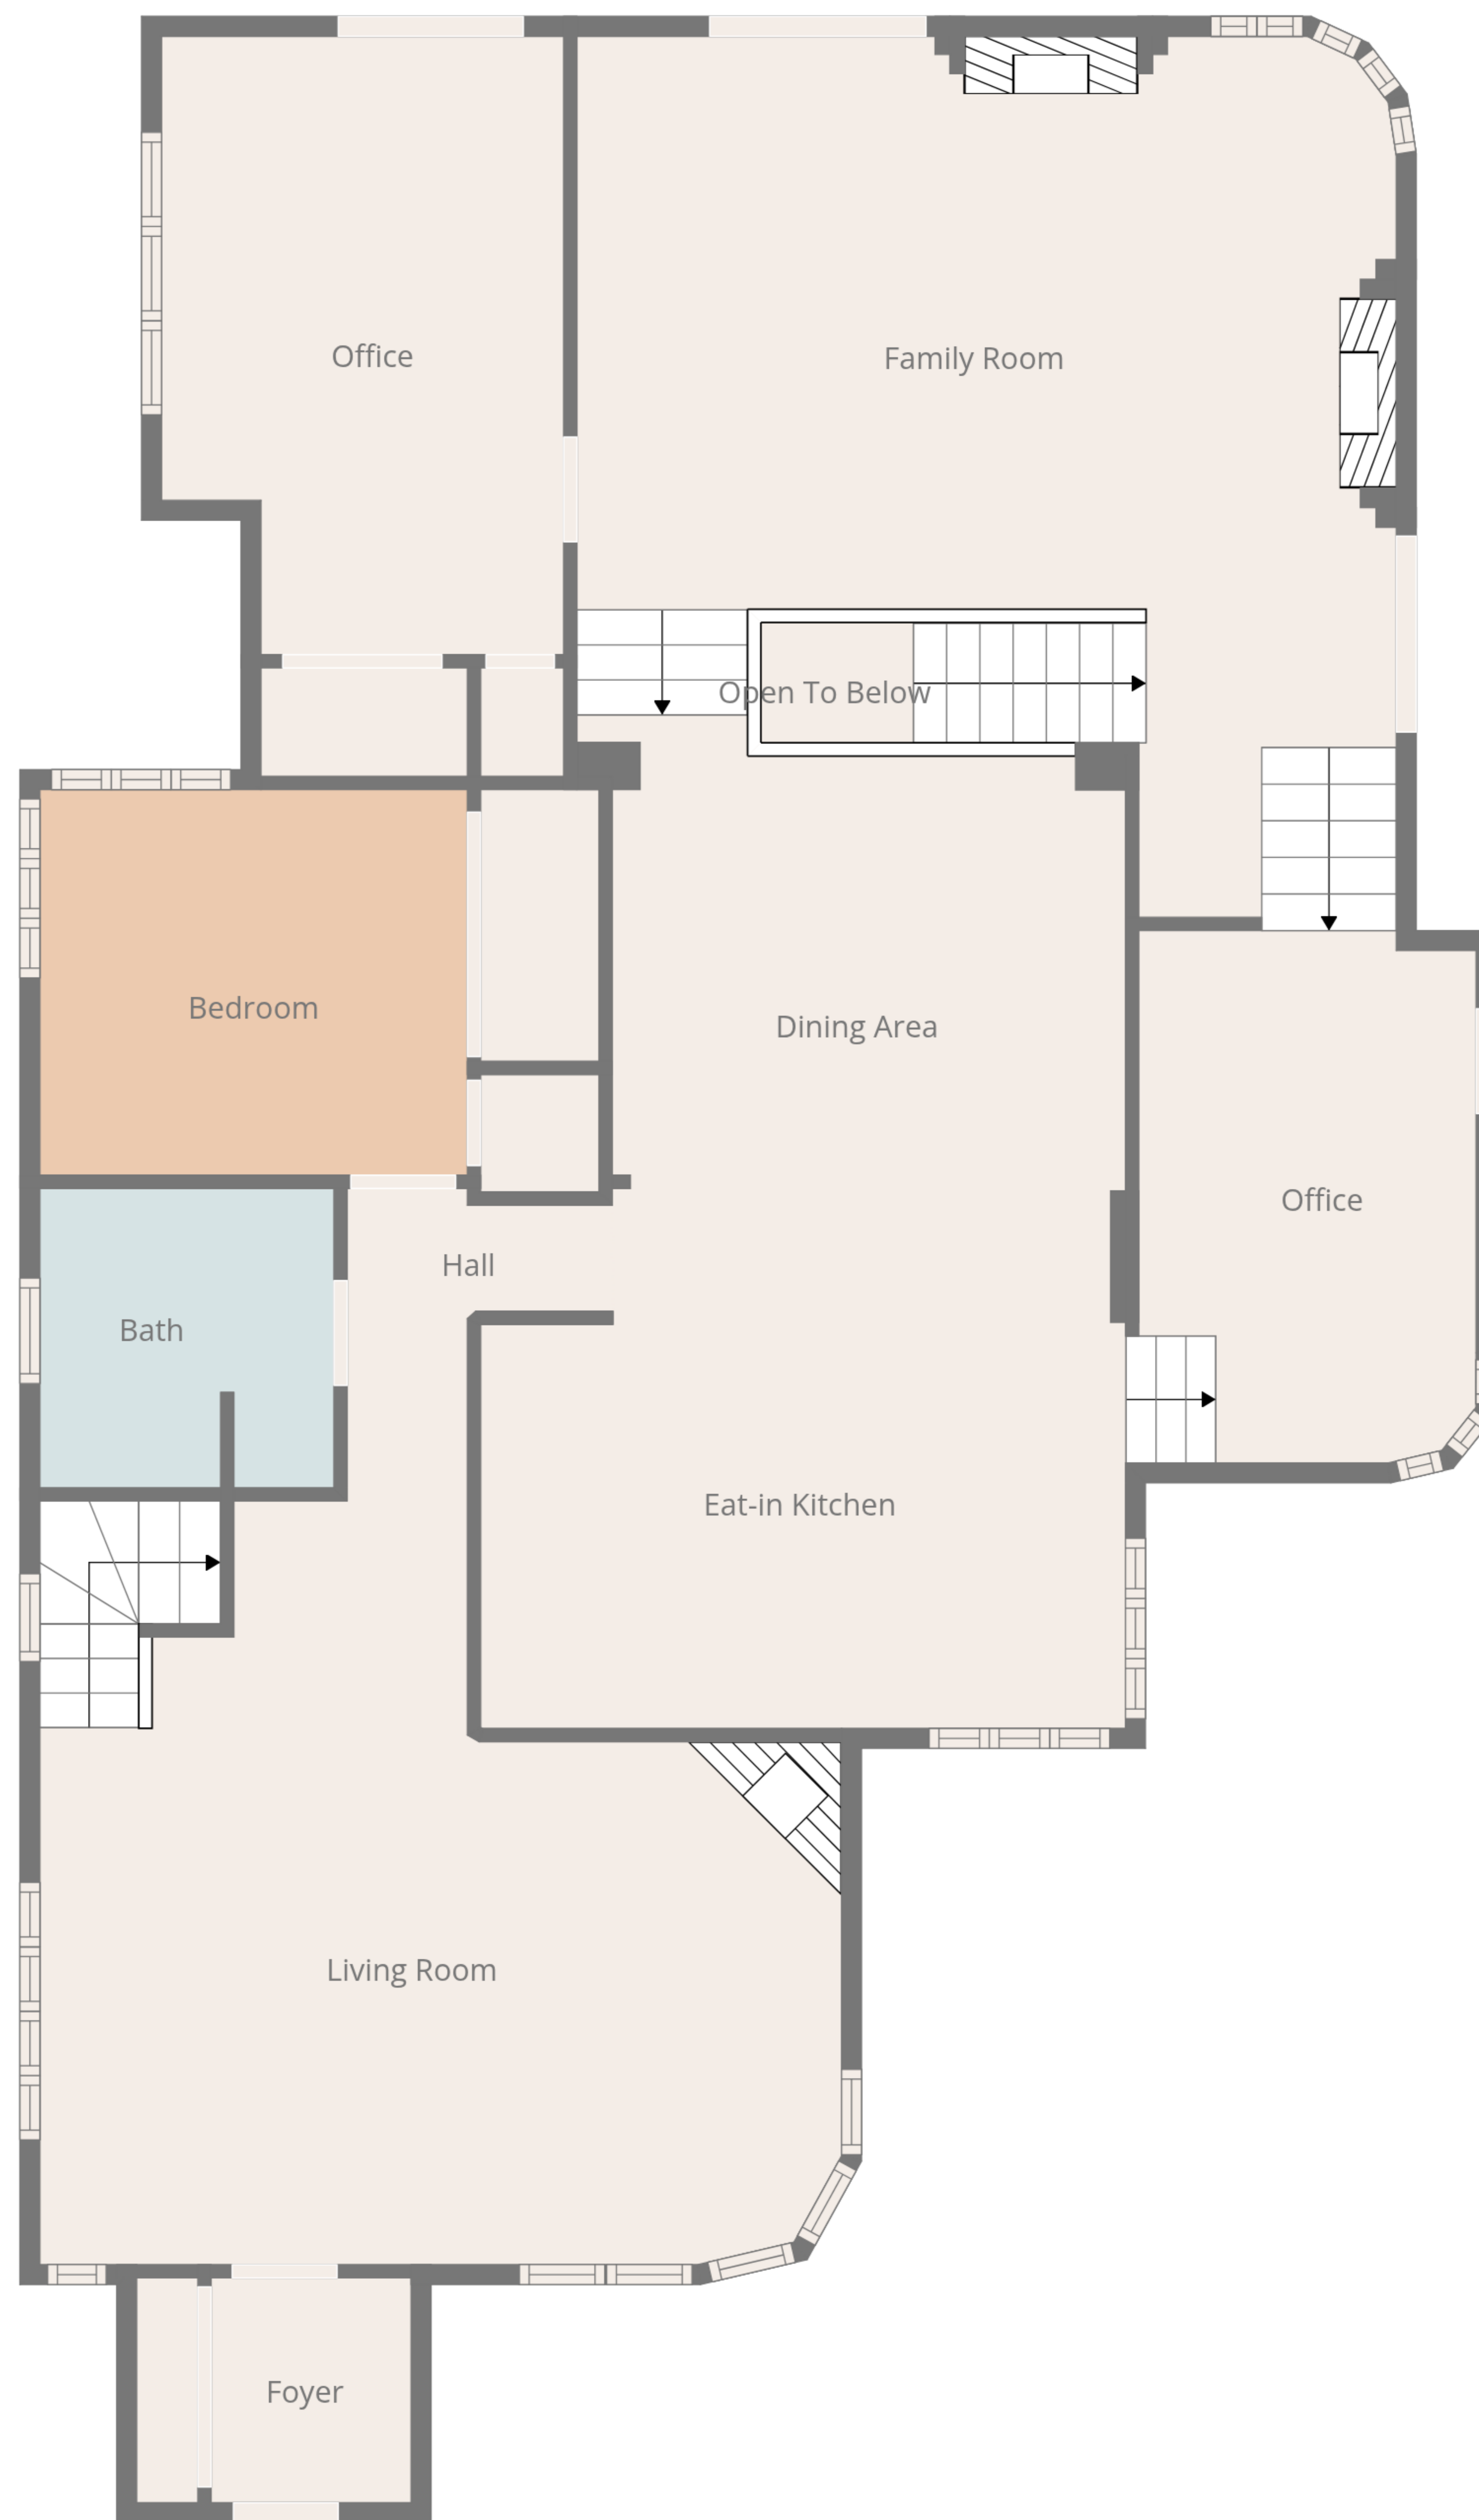 Office
Family Room
Open To Below
Bedroom
Dining Area
Office
Hall
Bath
Eat-in Kitchen
Living Room
Foyer